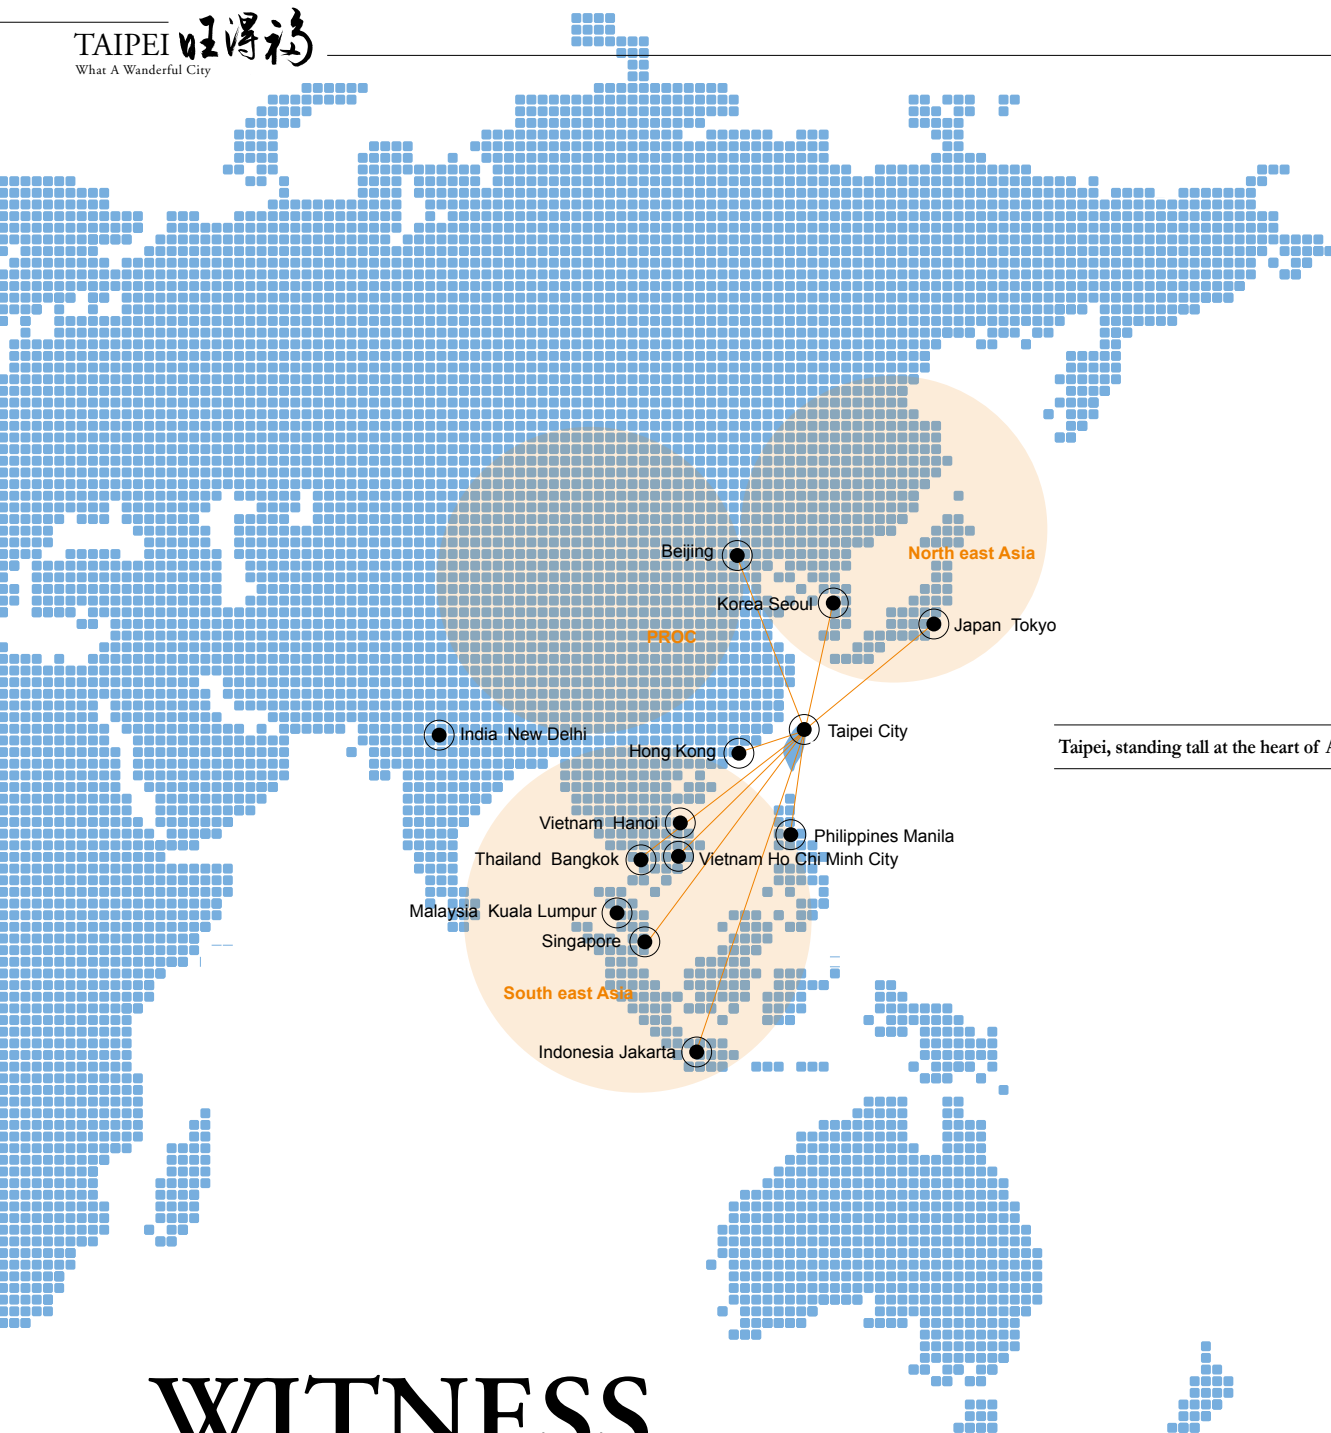 TAIPEI 旺得福
What A Wanderful City
Beijing
North east Asia
Korea Seoul
Japan Tokyo
PROC
Taipei City
India New Delhi
Hong Kong
Taipei, standing tall at the heart of A
Vietnam Hanoi
Philippines Manila
Thailand Bangkok
Vietnam Ho Chi Minh City
Malaysia Kuala Lumpur
Singapore
South east Asia
Indonesia Jakarta
WITNESS